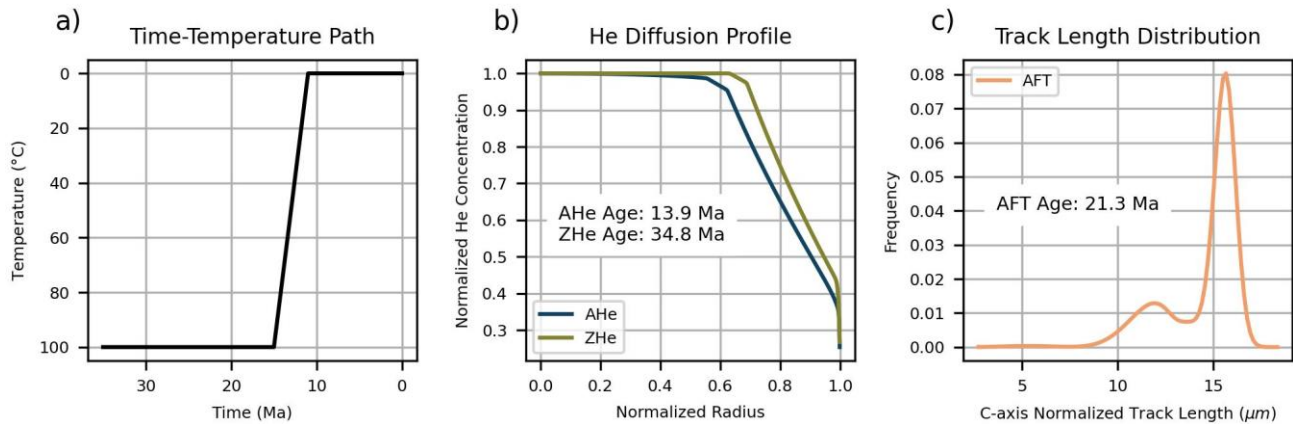 a)
Time-Temperature Path
0
20
40
60
80
100
Temperature (°C)
30
20
10
0
Time (Ma)
b)
He Diffusion Profile
1.0
0.9
0.8
0.7
0.6
0.5
0.4
0.3
Normalized He Concentration
AHe Age: 13.9 Ma
ZHe Age: 34.8 Ma
AHe
ZHe
0.0
0.2
0.4
0.6
0.8
1.0
Normalized Radius
c)
Track Length Distribution
0.08
0.07
0.06
0.05
0.04
0.03
0.02
0.01
0.00
Frequency
AFT
AFT Age: 21.3 Ma
5
10
15
C-axis Normalized Track Length (μm)